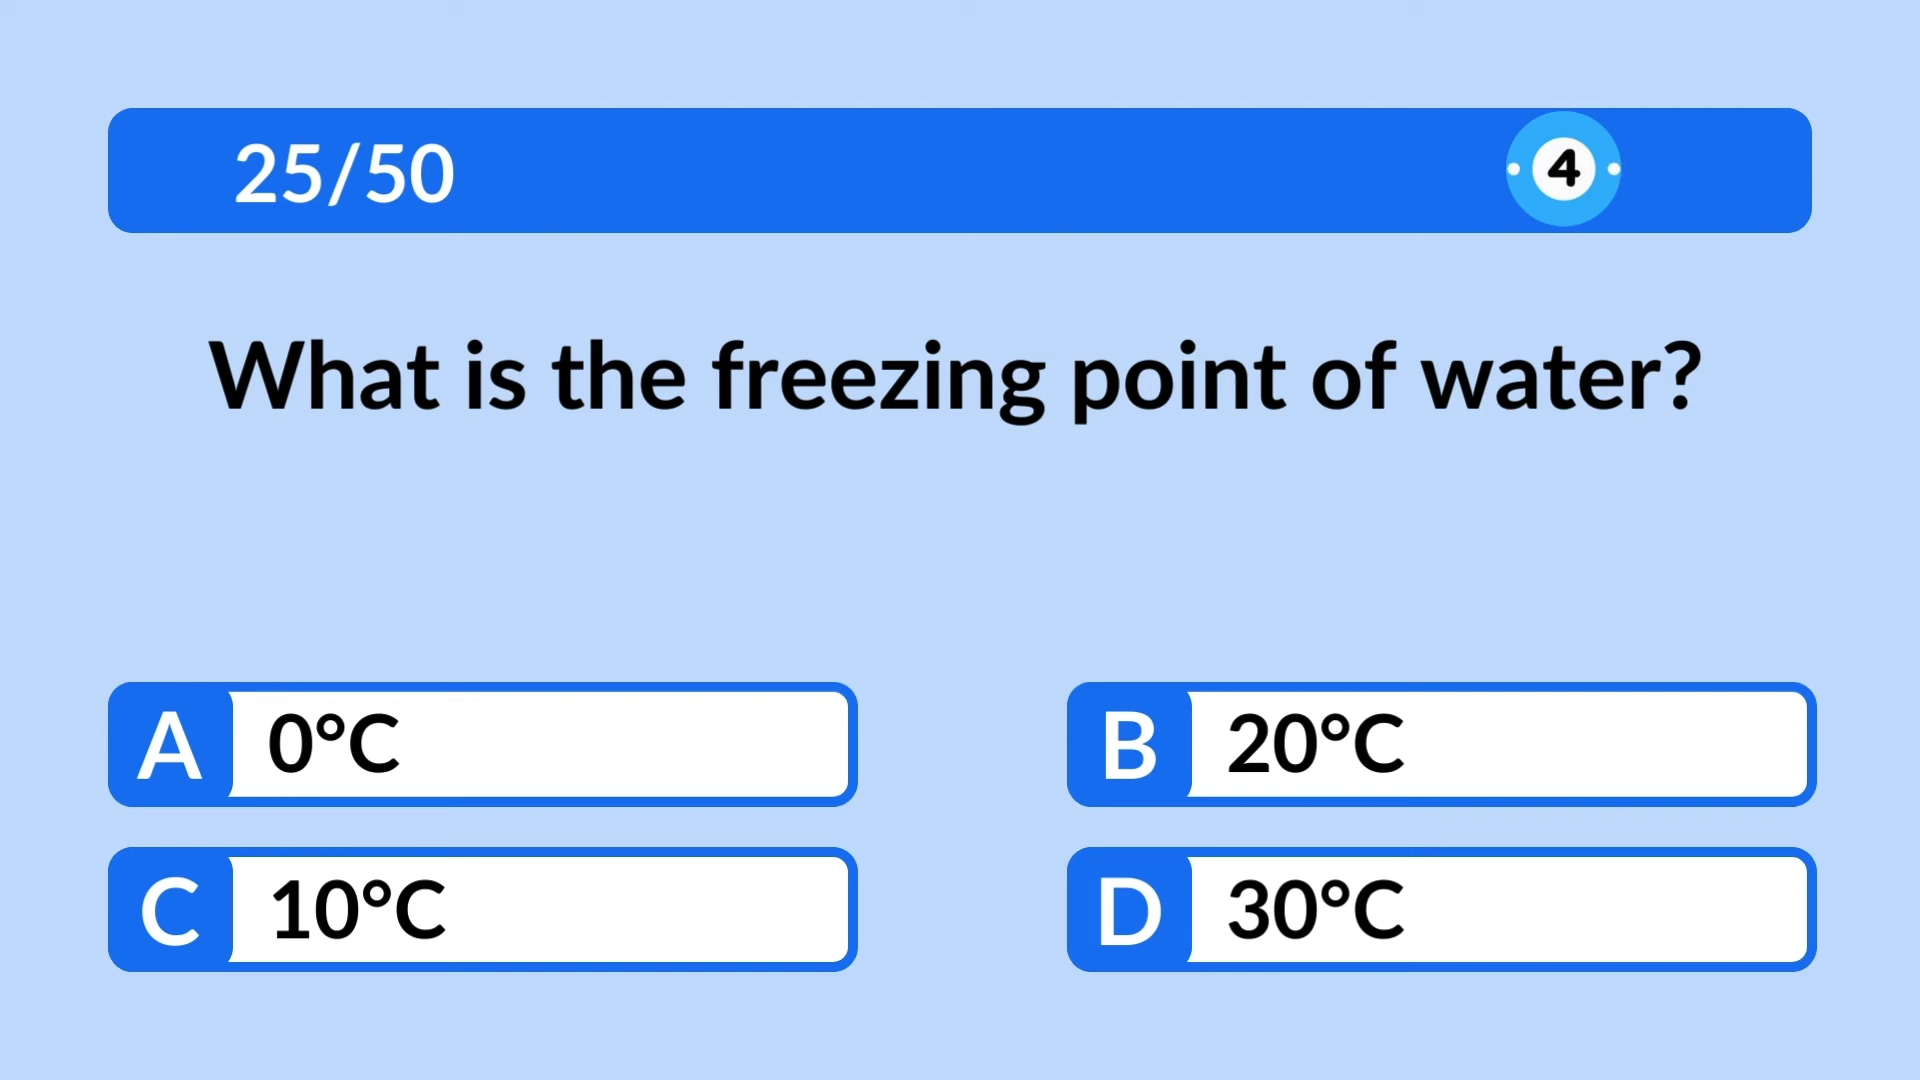 25/50
4
What is the freezing point of water?
A 0°C
B 20°C
C 10°C
D 30°C